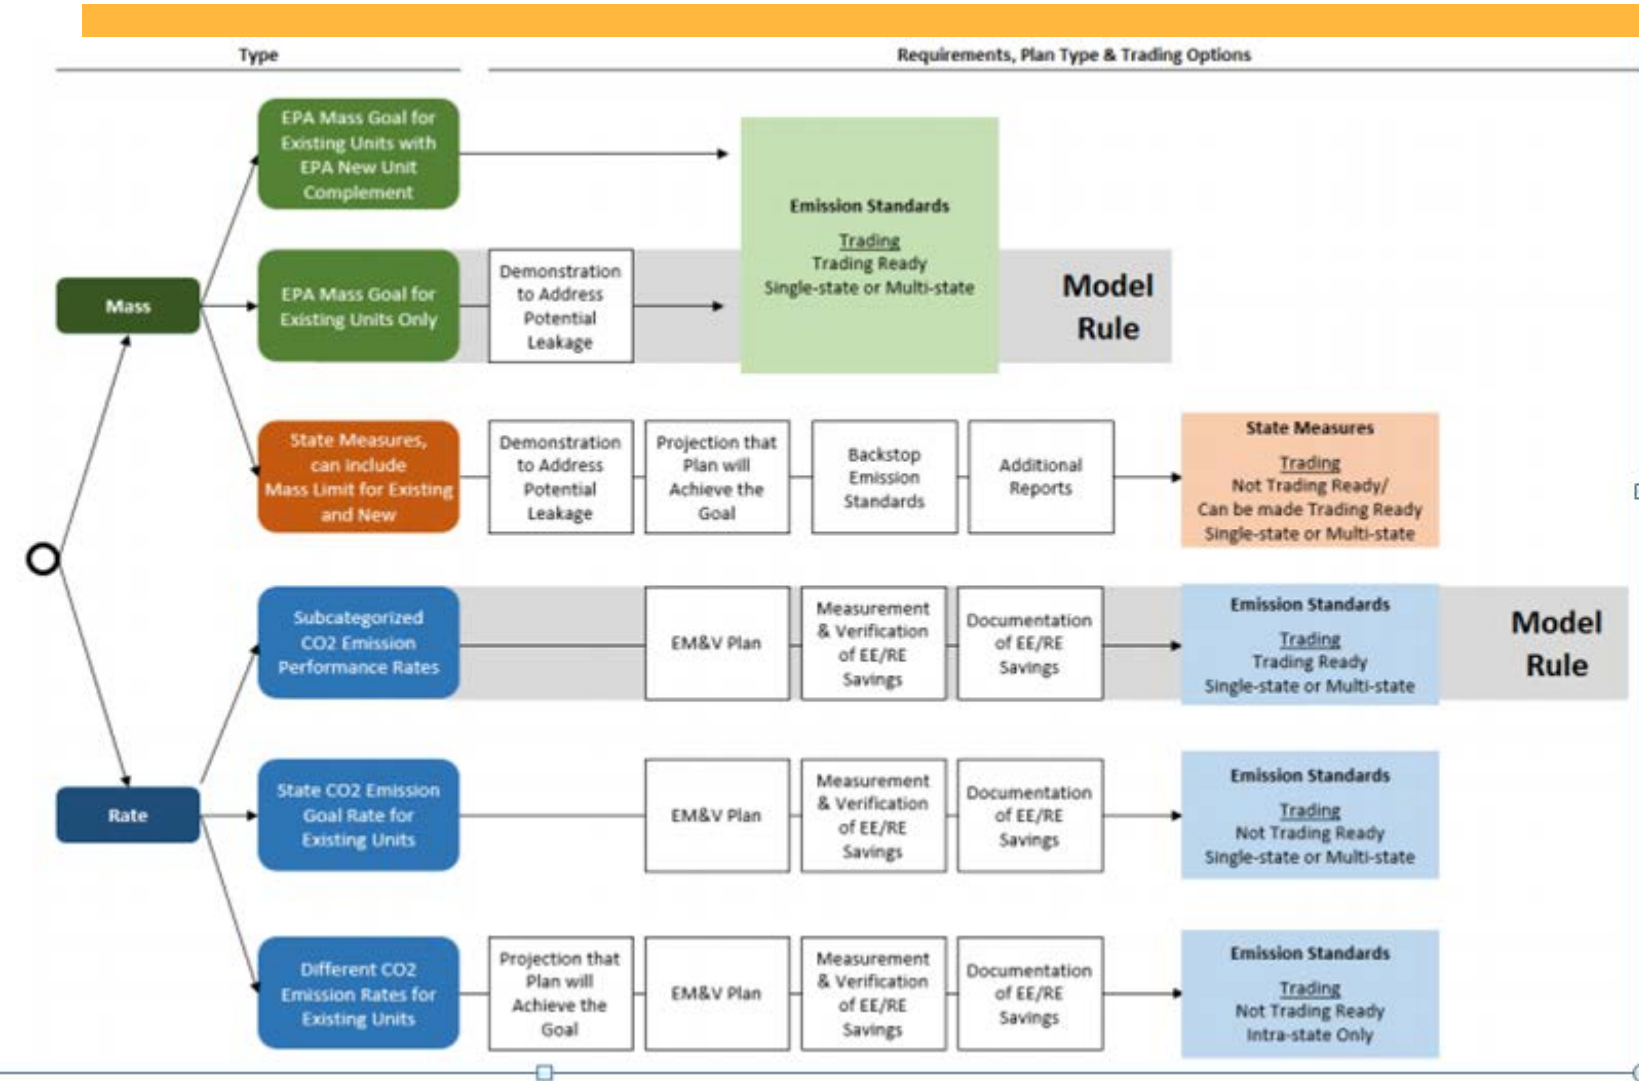 Type
Requirements, Plan Type & Trading Options
EPA Mass Goal for
Existing Units with
EPA New Unit
Complement
Emission Standards
Trading
Trading Ready
Single-state or Multi-state
Mass
EPA Mass Goal for
Existing Units Only
Demonstration
to Address
Potential
Leakage
Model
Rule
State Measures,
can include
Mass Limit for Existing
and New
Demonstration
to Address
Potential
Leakage
Projection that
Plan will
Achieve the
Goal
Backstop
Emission
Standards
Additional
Reports
State Measures
Trading
Not Trading Ready/
Can be made Trading Ready
Single-state or Multi-state
Subcategorized
CO2 Emission
Performance Rates
EM&V Plan
Measurement
& Verification
of EE/RE
Savings
Documentation
of EE/RE
Savings
Emission Standards
Trading
Trading Ready
Single-state or Multi-state
Model
Rule
Rate
State CO2 Emission
Goal Rate for
Existing Units
EM&V Plan
Measurement
& Verification
of EE/RE
Savings
Documentation
of EE/RE
Savings
Emission Standards
Trading
Not Trading Ready
Single-state or Multi-state
Different CO2
Emission Rates for
Existing Units
Projection that
Plan will
Achieve the
Goal
EM&V Plan
Measurement
& Verification
of EE/RE
Savings
Documentation
of EE/RE
Savings
Emission Standards
Trading
Not Trading Ready
Intra-state Only